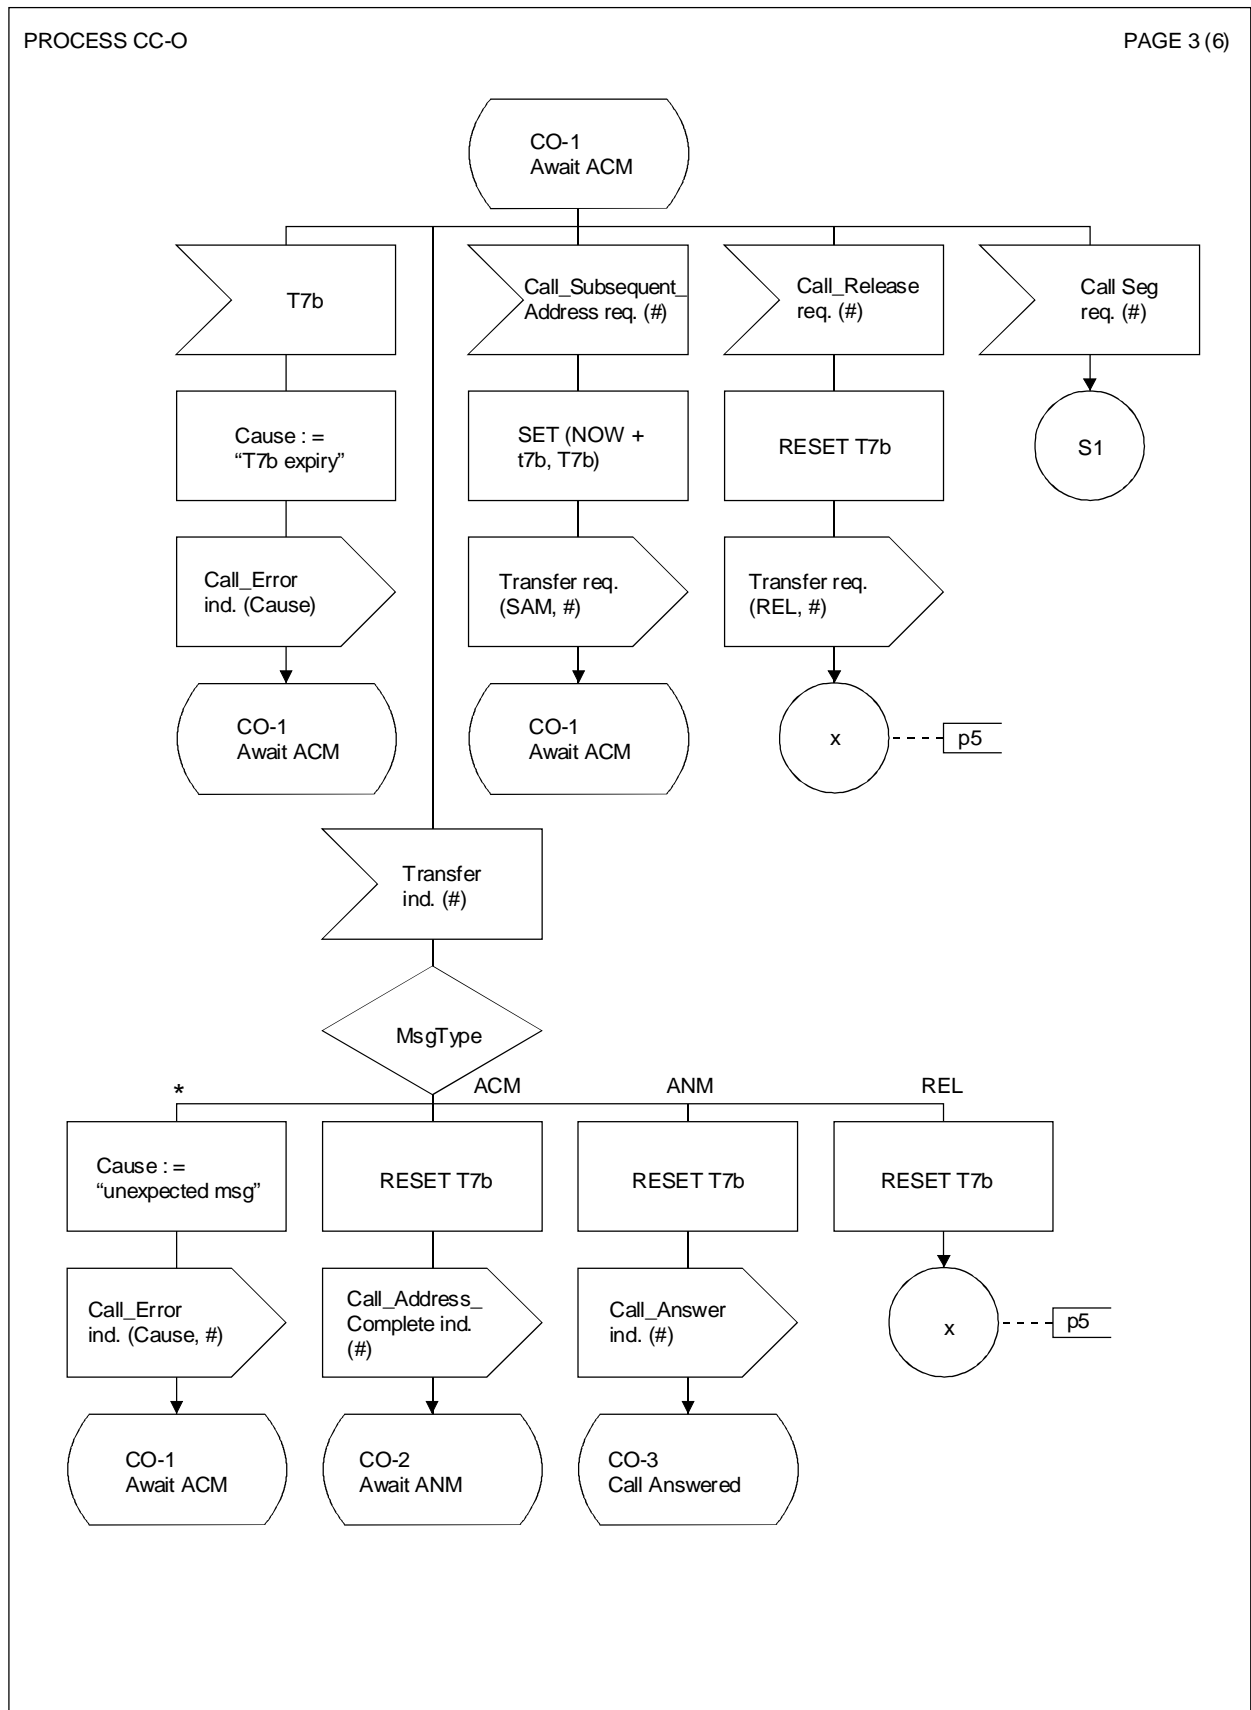 PROCESS CC-O
PAGE 3 (6)
CO-1
Await ACM
T7b
Call_Subsequent_
Address req. (#)
Call_Release
req. (#)
Call Seg
req. (#)
Cause : =
“T7b expiry”
SET (NOW +
t7b, T7b)
RESET T7b
S1
Call_Error
ind. (Cause)
Transfer req.
(SAM, #)
Transfer req.
(REL, #)
CO-1
Await ACM
CO-1
Await ACM
x
p5
Transfer
ind. (#)
MsgType
*
ACM
ANM
REL
Cause : =
“unexpected msg”
RESET T7b
RESET T7b
RESET T7b
Call_Error
ind. (Cause, #)
Call_Address_
Complete ind.
(#)
Call_Answer
ind. (#)
x
p5
CO-1
Await ACM
CO-2
Await ANM
CO-3
Call Answered